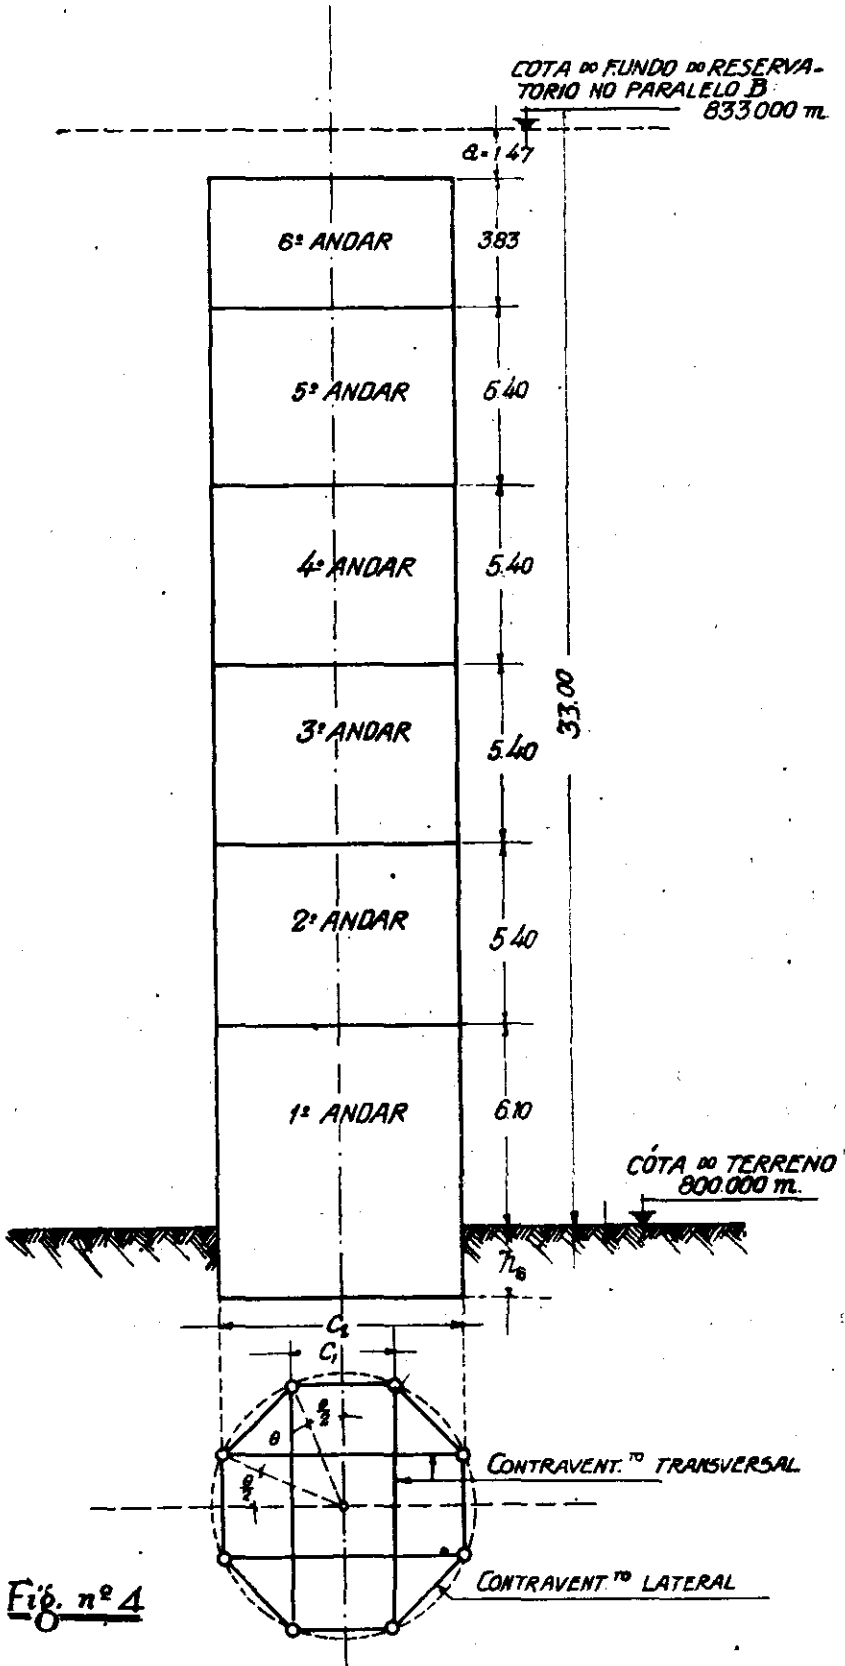 COTA DO FUNDO DO RESERVA-
TORIO NO PARALELO B
833.000 m.
a=1.47
6º ANDAR
3.83
5º ANDAR
5.40
4º ANDAR
5.40
33.00
3º ANDAR
5.40
2º ANDAR
5.40
1º ANDAR
6.10
CÓTA DO TERRENO
800.000 m.
C₁
θ/2
θ
θ/2
CONTRAVENT.TO TRANSVERSAL
CONTRAVENT.TO LATERAL
Fig. nº 4